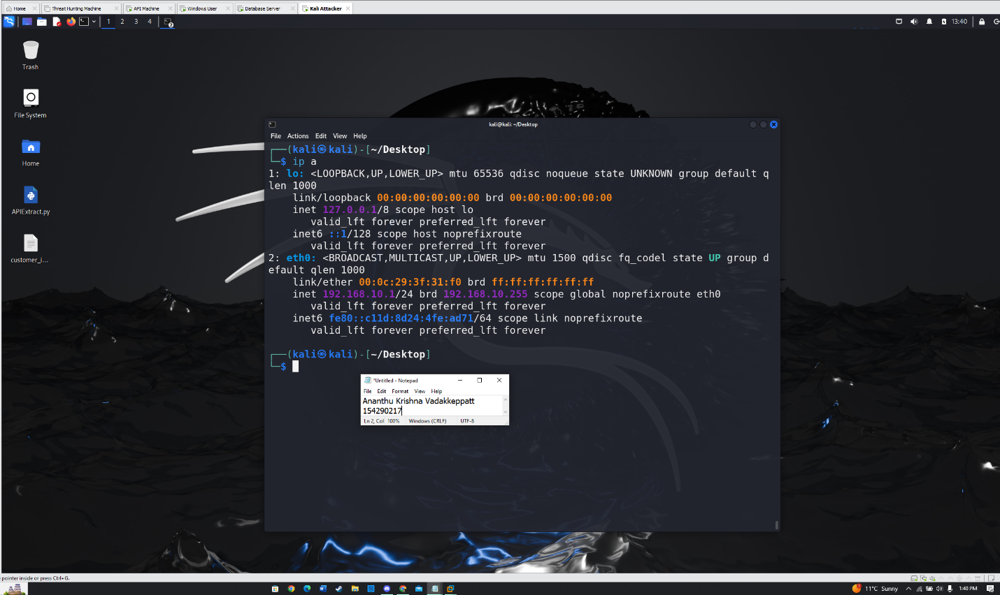 Home
Threat Hunting Machine
API Machine
Windows User
Database Server
Kali Attacker
1 2 3 4
2
13:40
Trash
File System
Home
APIExtract.py
customer_i...
kali@kali: ~/Desktop
File Actions Edit View Help
┌──(kali㉿kali)-[~/Desktop]
└─$ ip a
1: lo: <LOOPBACK,UP,LOWER_UP> mtu 65536 qdisc noqueue state UNKNOWN group default q
len 1000
link/loopback 00:00:00:00:00:00 brd 00:00:00:00:00:00
inet 127.0.0.1/8 scope host lo
valid_lft forever preferred_lft forever
inet6 ::1/128 scope host noprefixroute
valid_lft forever preferred_lft forever
2: eth0: <BROADCAST,MULTICAST,UP,LOWER_UP> mtu 1500 qdisc fq_codel state UP group d
efault qlen 1000
link/ether 00:0c:29:3f:31:f0 brd ff:ff:ff:ff:ff:ff
inet 192.168.10.1/24 brd 192.168.10.255 scope global noprefixroute eth0
valid_lft forever preferred_lft forever
inet6 fe80::c11d:8d24:4fe:ad71/64 scope link noprefixroute
valid_lft forever preferred_lft forever
┌──(kali㉿kali)-[~/Desktop]
└─$
*Untitled - Notepad
File Edit Format View Help
Ananthu Krishna Vadakkeppatt
154290217
Ln 2, Col 100% Windows (CRLF) UTF-8
pointer inside or press Ctrl+G.
11°C Sunny
1:40 PM